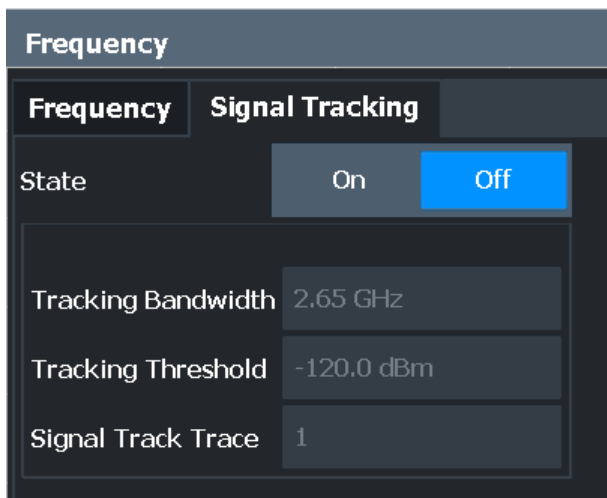 Frequency
Frequency Signal Tracking
State On Off
Tracking Bandwidth 2.65 GHz
Tracking Threshold -120.0 dBm
Signal Track Trace 1